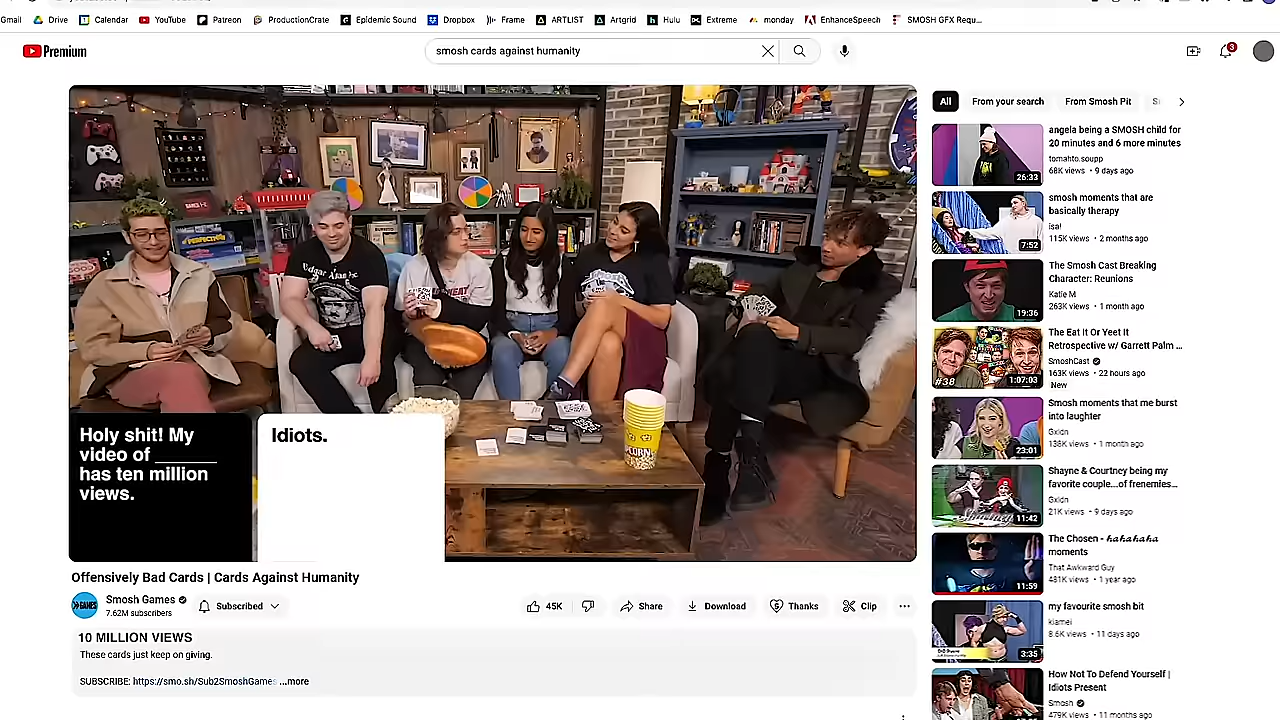 Gmail
Drive
Calendar
YouTube
Patreon
ProductionCrate
Epidemic Sound
Dropbox
Frame
ARTLIST
Artgrid
Hulu
Extreme
monday
EnhanceSpeech
SMOSH GFX Requ...
Premium
smosh cards against humanity
3
All
From your search
From Smosh Pit
angela being a SMOSH child for
20 minutes and 6 more minutes
tomahto.soupp
68K views • 9 days ago
26:33
smosh moments that are
basically therapy
isa!
115K views • 2 months ago
7:52
The Smosh Cast Breaking
Character: Reunions
Katie M
263K views • 1 month ago
19:36
The Eat It Or Yeet It
Retrospective w/ Garrett Palm ...
SmoshCast
163K views • 22 hours ago
New
#38
1:07:03
Smosh moments that me burst
into laughter
Gxidn
138K views • 1 month ago
23:01
Shayne & Courtney being my
favorite couple...of frenemies...
Gxidn
21K views • 9 days ago
11:42
The Chosen - hahahaha
moments
That Awkward Guy
481K views • 1 year ago
11:59
my favourite smosh bit
kiamei
8.6K views • 11 days ago
3:35
How Not To Defend Yourself |
Idiots Present
Smosh
479K views • 11 months ago
PERFECTION
Edgar Allan
Holy shit! My
video of ______
has ten million
views.
Idiots.
Offensively Bad Cards | Cards Against Humanity
GAMES
Smosh Games
7.62M subscribers
Subscribed
45K
Share
Download
Thanks
Clip
10 MILLION VIEWS
These cards just keep on giving.
SUBSCRIBE: https://smo.sh/Sub2SmoshGames ...more